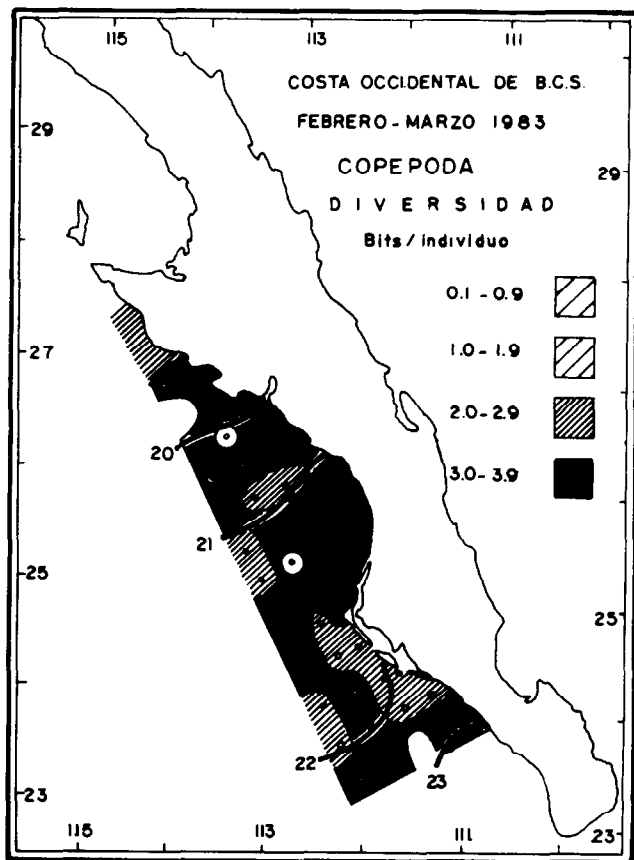 115 113 111
COSTA OCCIDENTAL DE B.C.S.
FEBRERO - MARZO 1983
29
29
COPEPODA
DIVERSIDAD
Bits / individuo
0.1 - 0.9
1.0 - 1.9
27
2.0 - 2.9
20
3.0 - 3.9
21
25
25
22
23
23
23
115 113 111